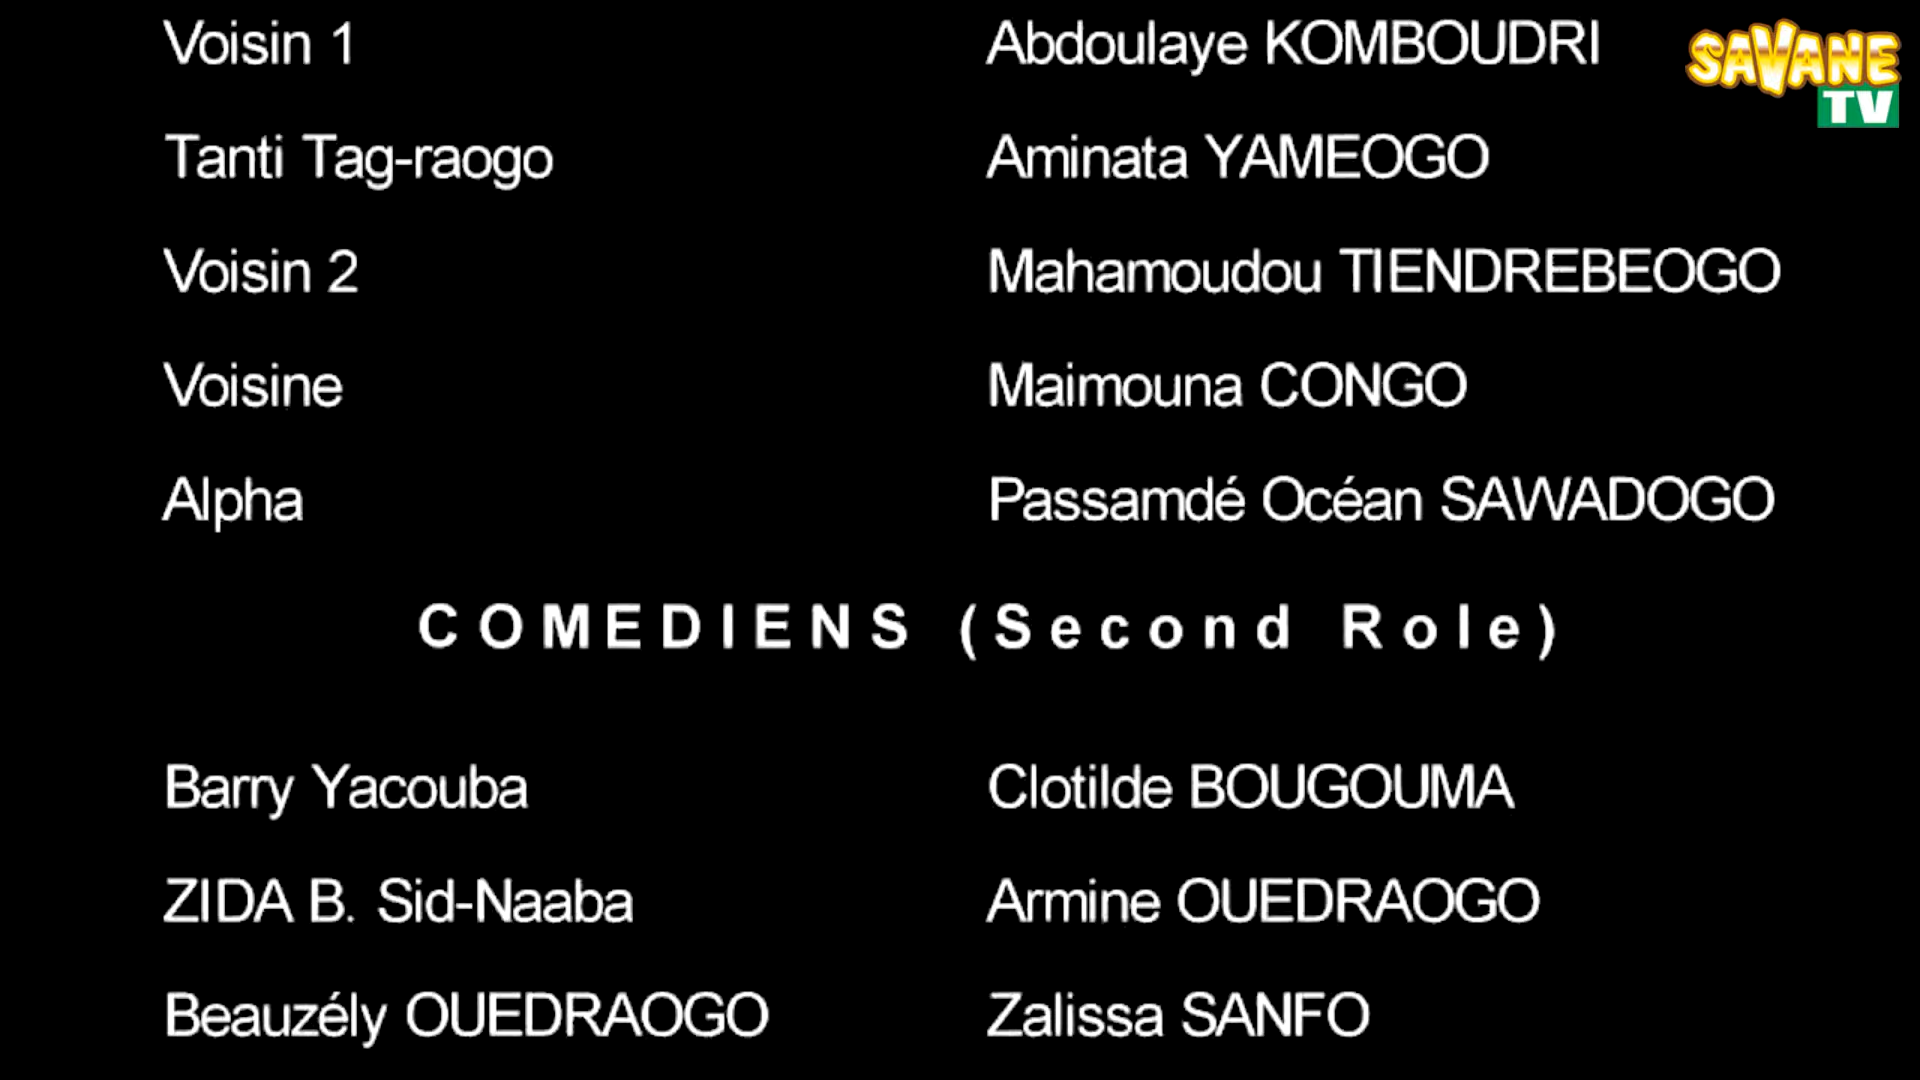 Voisin 1 Abdoulaye KOMBOUDRI
SAVANE
TV
Tanti Tag-raogo Aminata YAMEOGO
Voisin 2 Mahamoudou TIENDREBEOGO
Voisine Maimouna CONGO
Alpha Passamdé Océan SAWADOGO
COMEDIENS (Second Role)
Barry Yacouba Clotilde BOUGOUMA
ZIDA B. Sid-Naaba Armine OUEDRAOGO
Beauzély OUEDRAOGO Zalissa SANFO